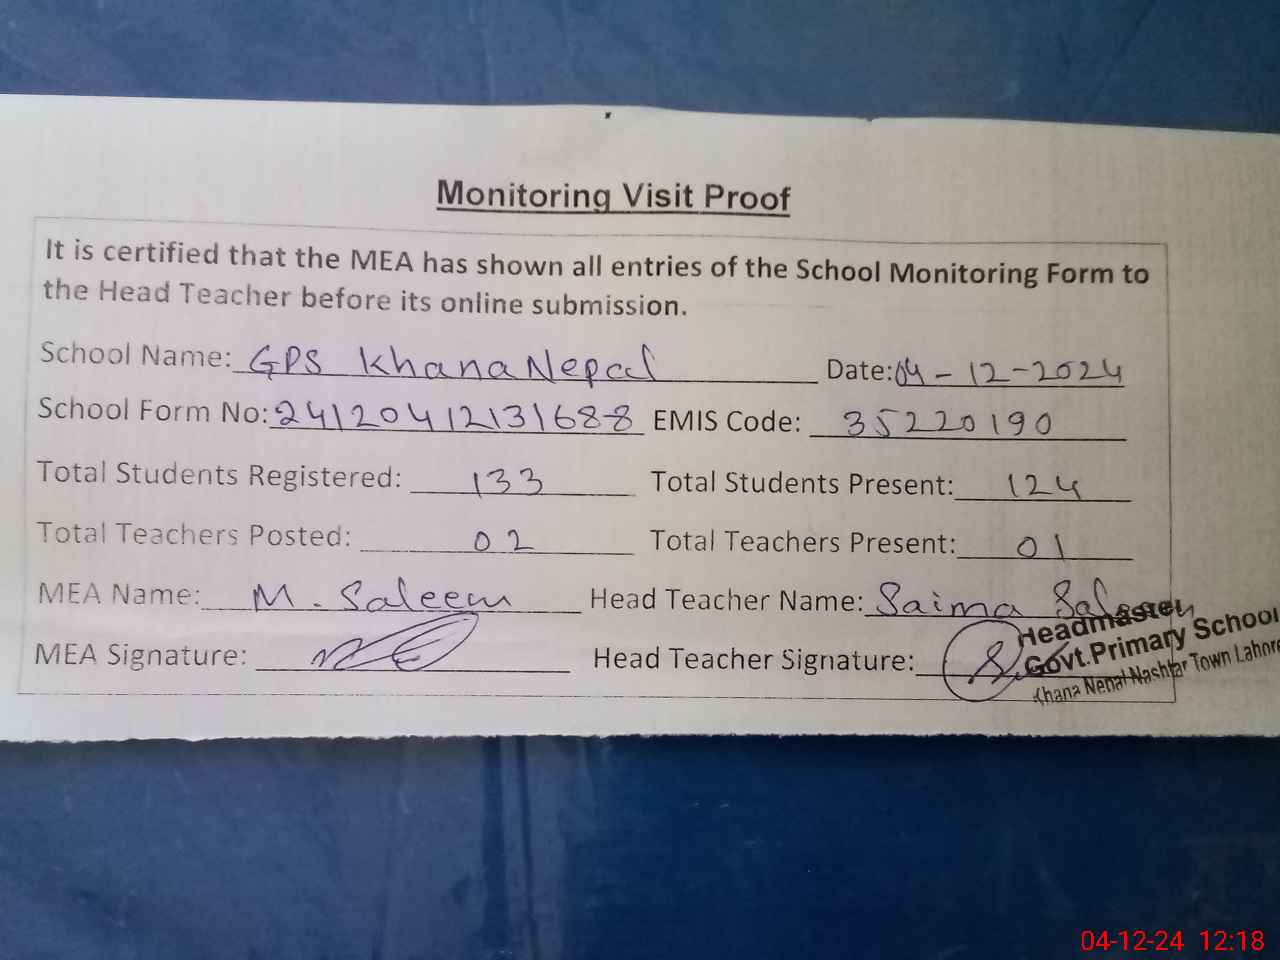 Monitoring Visit Proof
It is certified that the MEA has shown all entries of the School Monitoring Form to
the Head Teacher before its online submission.
School Name: GPS Khana Nepal Date: 04-12-2024
School Form No: 24120412131688 EMIS Code: 35220190
Total Students Registered: 133 Total Students Present: 124
Total Teachers Posted: 02 Total Teachers Present: 01
MEA Name: M. Saleem Head Teacher Name: Saima
MEA Signature: Head Teacher Signature:
Headmaster
Govt.Primary School
Khana Nepal Nashtar Town Lahore
04-12-24 12:18